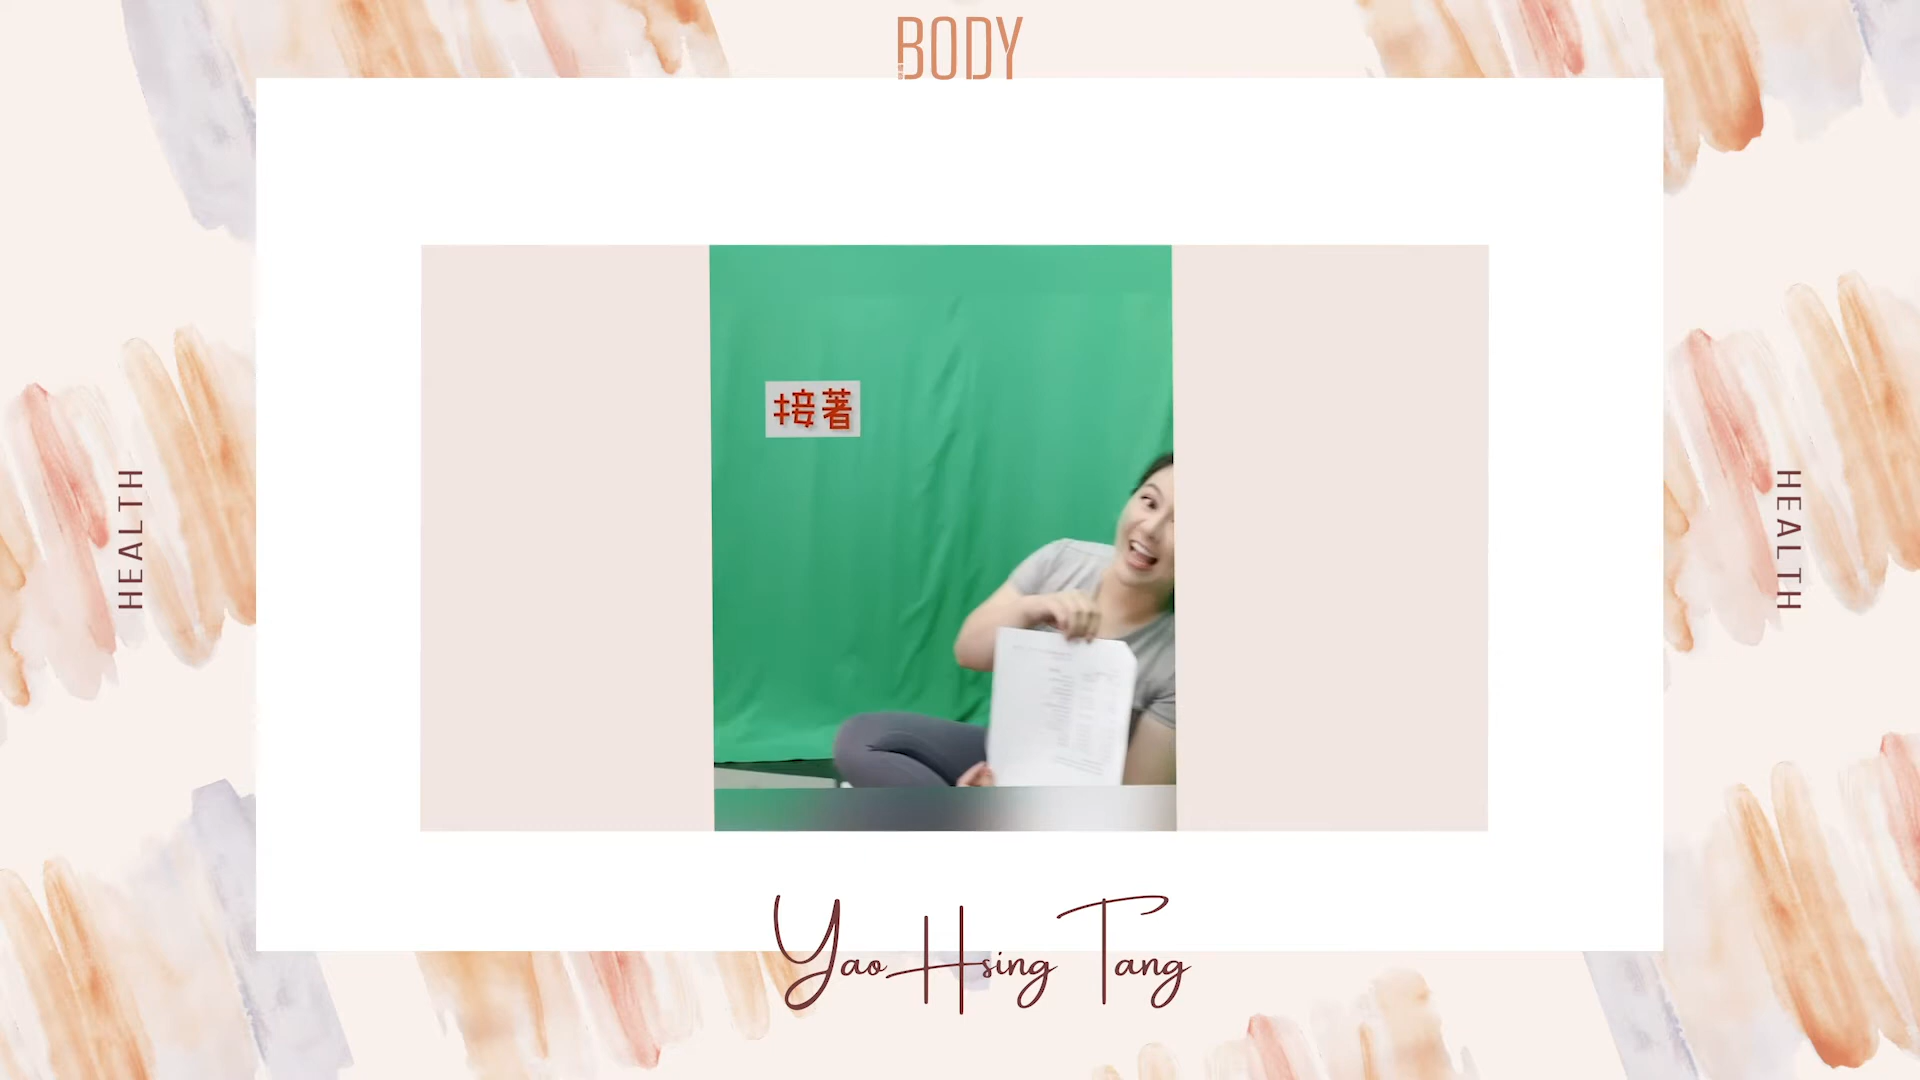 BODY
HEALTH
接著
HEALTH
Yao Hsing Tang